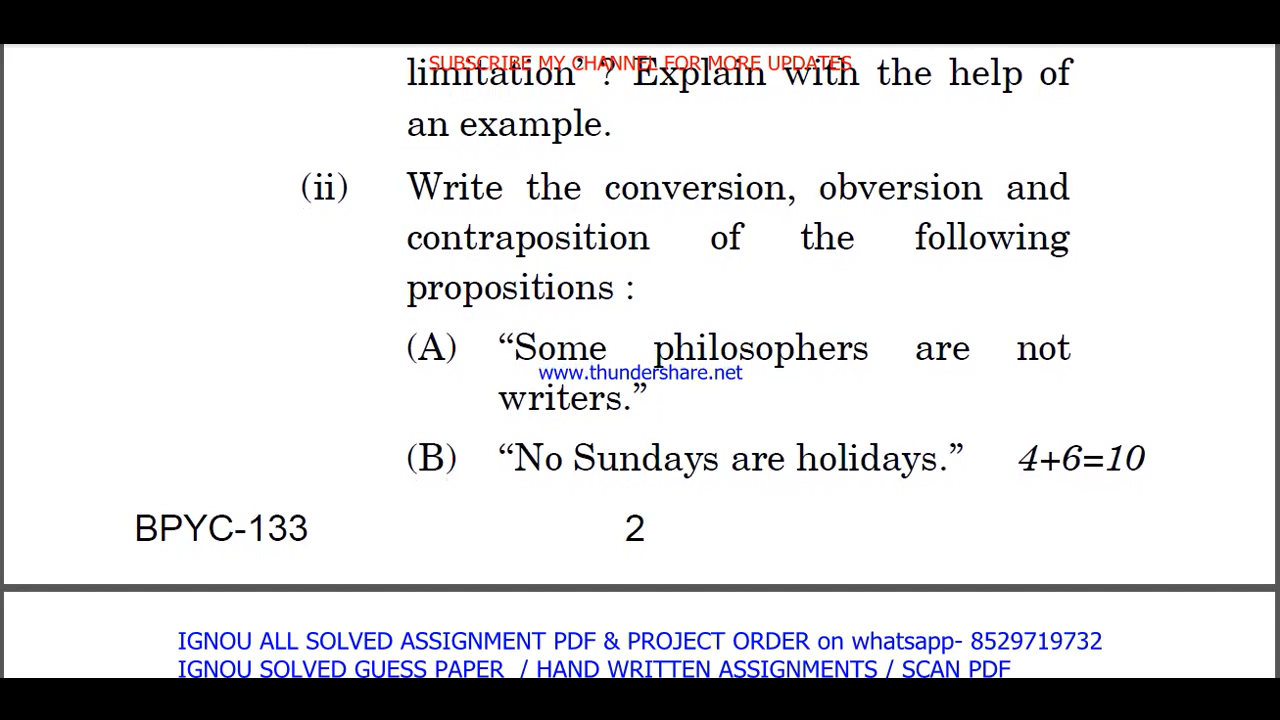 SUBSCRIBE MY CHANNEL FOR MORE UPDATES
limitation’ ? Explain with the help of
an example.
(ii) Write the conversion, obversion and
contraposition of the following
propositions :
(A) “Some philosophers are not
www.thundershare.net
writers.”
(B) “No Sundays are holidays.” 4+6=10
BPYC-133 2
IGNOU ALL SOLVED ASSIGNMENT PDF & PROJECT ORDER on whatsapp- 8529719732
IGNOU SOLVED GUESS PAPER / HAND WRITTEN ASSIGNMENTS / SCAN PDF